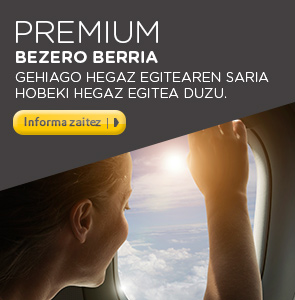 PREMIUM
BEZERO BERRIA
GEHIAGO HEGAZ EGITEAREN SARIA
HOBEKI HEGAZ EGITEA DUZU.
Informa zaitez